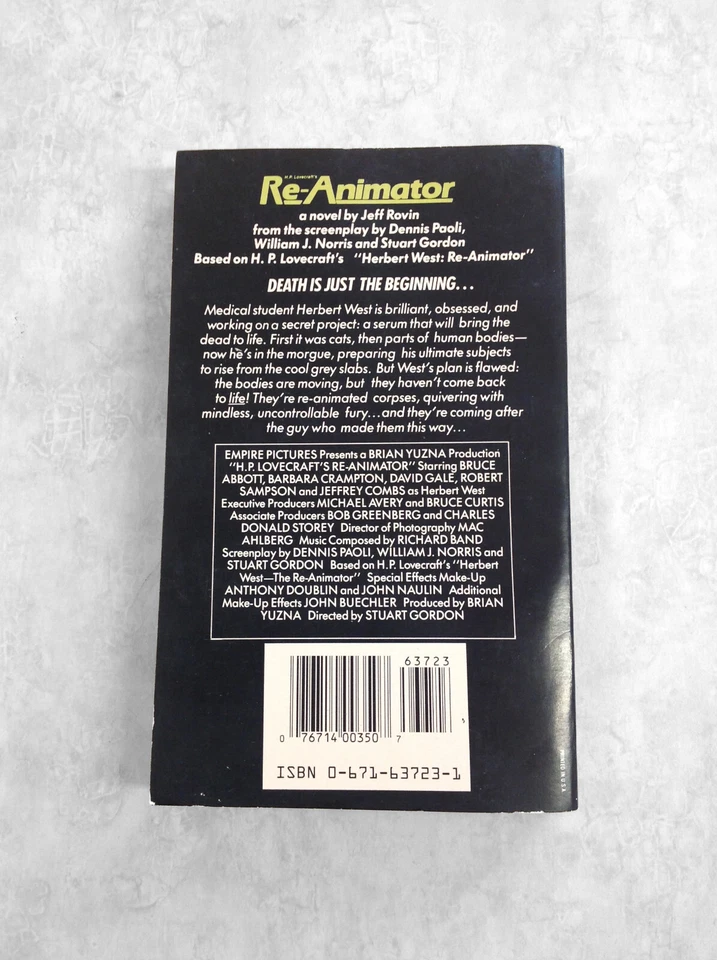 H.P. Lovecraft's
Re-Animator
a novel by Jeff Rovin
from the screenplay by Dennis Paoli,
William J. Norris and Stuart Gordon
Based on H. P. Lovecraft's "Herbert West: Re-Animator"
DEATH IS JUST THE BEGINNING...
Medical student Herbert West is brilliant, obsessed, and
working on a secret project: a serum that will bring the
dead to life. First it was cats, then parts of human bodies—
now he's in the morgue, preparing his ultimate subjects
to rise from the cool grey slabs. But West's plan is flawed:
the bodies are moving, but they haven't come back
to life! They're re-animated corpses, quivering with
mindless, uncontrollable fury...and they're coming after
the guy who made them this way...
EMPIRE PICTURES Presents a BRIAN YUZNA Production
"H.P. LOVECRAFT'S RE-ANIMATOR" Starring BRUCE
ABBOTT, BARBARA CRAMPTON, DAVID GALE, ROBERT
SAMPSON and JEFFREY COMBS as Herbert West
Executive Producers MICHAEL AVERY and BRUCE CURTIS
Associate Producers BOB GREENBERG and CHARLES
DONALD STOREY Director of Photography MAC
AHLBERG Music Composed by RICHARD BAND
Screenplay by DENNIS PAOLI, WILLIAM J. NORRIS and
STUART GORDON Based on H.P. Lovecraft's "Herbert
West—The Re-Animator" Special Effects Make-Up
ANTHONY DOUBLIN and JOHN NAULIN Additional
Make-Up Effects JOHN BUECHLER Produced by BRIAN
YUZNA Directed by STUART GORDON
63723
0 76714 00350 7
ISBN 0-671-63723-1
PRINTED IN U.S.A.